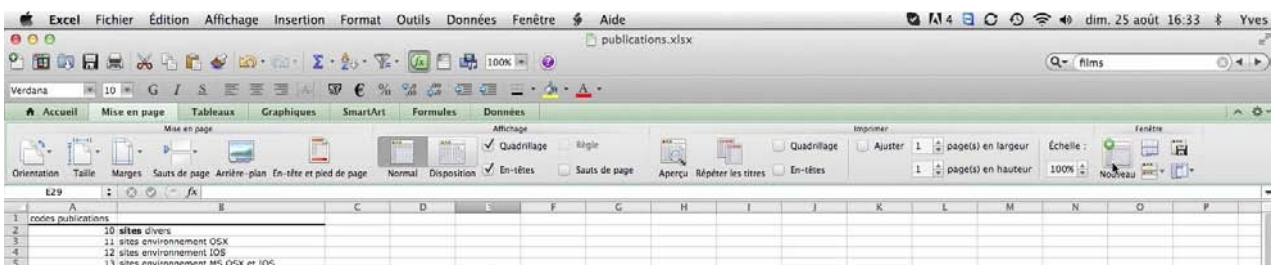 Excel Fichier Édition Affichage Insertion Format Outils Données Fenêtre Aide 4 dim. 25 août 16:33 Yves
publications.xlsx
100% films
Verdana 10 G I S € %
Accueil Mise en page Tableaux Graphiques SmartArt Formules Données
Mise en page Affichage Imprimer Fenêtre
Quadrillage Règle Quadrillage Ajuster 1 page(s) en largeur Échelle :
Orientation Taille Marges Sauts de page Arrière-plan En-tête et pied de page Normal Disposition En-têtes Sauts de page Aperçu Répéter les titres En-têtes 1 page(s) en hauteur 100% Nouveau
E29 fx
A B C D E F G H I J K L M N O P
1 codes publications
2 10 sites divers
3 11 sites environnement OSX
4 12 sites environnement IOS
5 13 sites environnement MS OSX et IOS